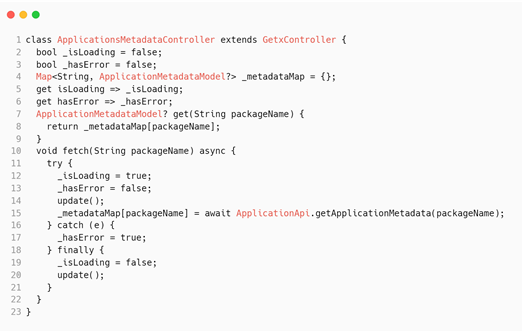 1 class ApplicationsMetadataController extends GetxController {
2 bool _isLoading = false;
3 bool _hasError = false;
4 Map<String, ApplicationMetadataModel?> _metadataMap = {};
5 get isLoading => _isLoading;
6 get hasError => _hasError;
7 ApplicationMetadataModel? get(String packageName) {
8 return _metadataMap[packageName];
9 }
10 void fetch(String packageName) async {
11 try {
12 _isLoading = true;
13 _hasError = false;
14 update();
15 _metadataMap[packageName] = await ApplicationApi.getApplicationMetadata(packageName);
16 } catch (e) {
17 _hasError = true;
18 } finally {
19 _isLoading = false;
20 update();
21 }
22 }
23 }